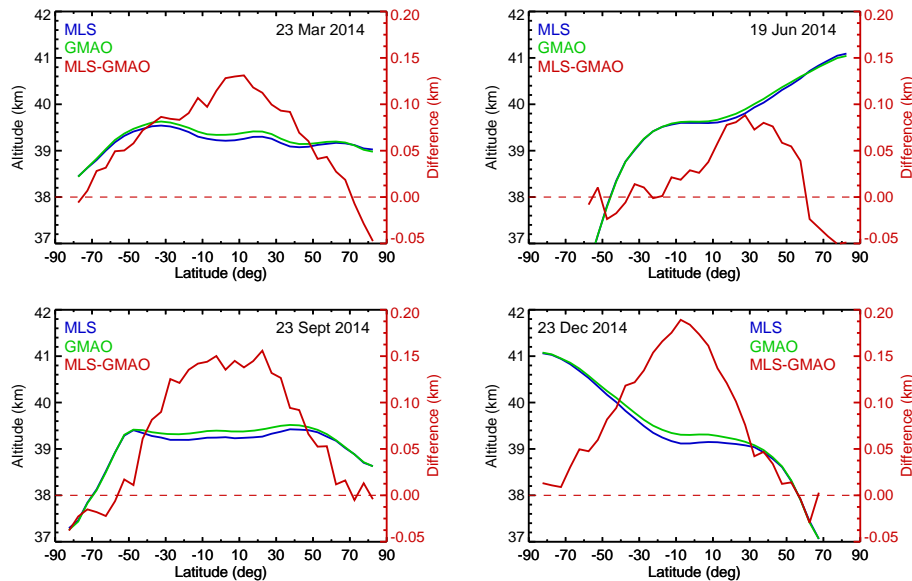 23 Mar 2014
MLS
GMAO
MLS-GMAO
42
41
40
39
38
37
Altitude (km)
0.20
0.15
0.10
0.05
0.00
-0.05
Difference (km)
-90 -70 -50 -30 -10 10 30 50 70 90
Latitude (deg)
19 Jun 2014
MLS
GMAO
MLS-GMAO
42
41
40
39
38
37
Altitude (km)
0.20
0.15
0.10
0.05
0.00
-0.05
Difference (km)
-90 -70 -50 -30 -10 10 30 50 70 90
Latitude (deg)
23 Sept 2014
MLS
GMAO
MLS-GMAO
42
41
40
39
38
37
Altitude (km)
0.20
0.15
0.10
0.05
0.00
-0.05
Difference (km)
-90 -70 -50 -30 -10 10 30 50 70 90
Latitude (deg)
23 Dec 2014
MLS
GMAO
MLS-GMAO
42
41
40
39
38
37
Altitude (km)
0.20
0.15
0.10
0.05
0.00
-0.05
Difference (km)
-90 -70 -50 -30 -10 10 30 50 70 90
Latitude (deg)